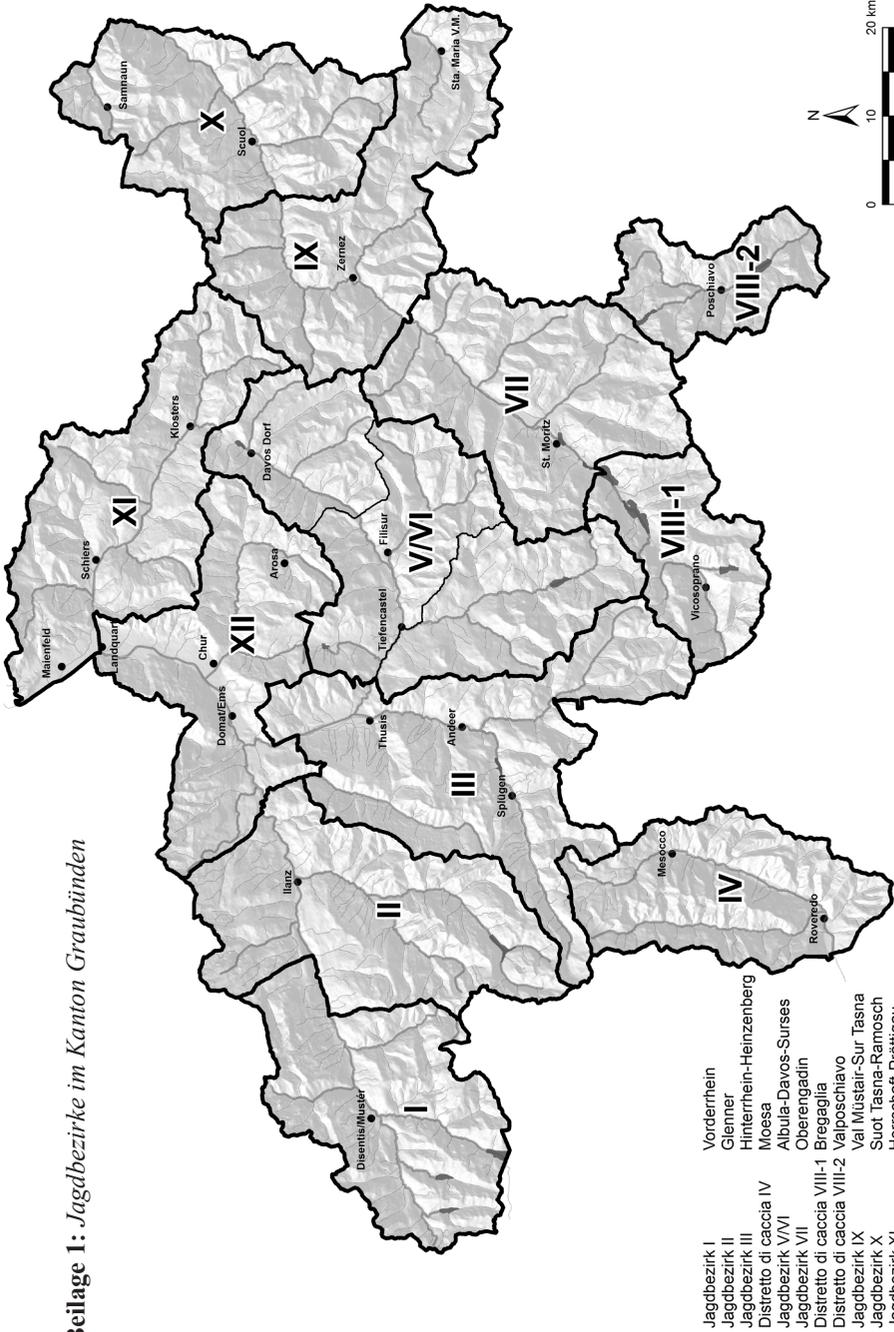 Beilage 1: Jagdbezirke im Kanton Graubünden
Maienfeld
Schiers
Landquart
Samnaun
XI
Klosters
Chur
X
Domat/Ems
Scuol
XII
Davos Dorf
Arosa
Ilanz
IX
Zernez
Disentis/Mustér
Thusis
Tiefencastel
Filisur
II
I
V/VI
Andeer
Sta. Maria V.M.
III
Splügen
VII
St. Moritz
Mesocco
VIII-1
Vicosoprano
Poschiavo
IV
VIII-2
Roveredo
N
0 10 20 km
Jagdbezirk I Vorderrhein
Jagdbezirk II Glenner
Jagdbezirk III Hinterrhein-Heinzenberg
Distretto di caccia IV Moesa
Jagdbezirk V/VI Albula-Davos-Surses
Jagdbezirk VII Oberengadin
Distretto di caccia VIII-1 Bregaglia
Distretto di caccia VIII-2 Valposchiavo
Jagdbezirk IX Val Müstair-Sur Tasna
Jagdbezirk X Suot Tasna-Ramosch
Jagdbezirk XI Herrschaft-Prättigau